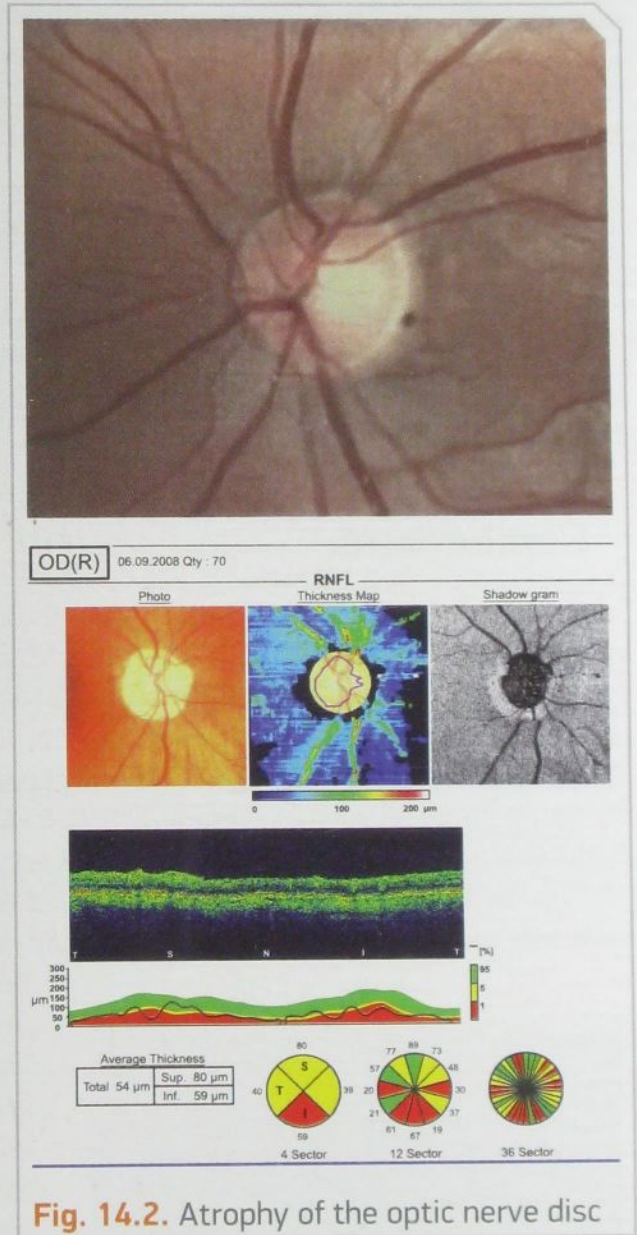 OD(R) 06.09.2008 Qty : 70
RNFL
Photo Thickness Map Shadow gram
0 100 200 μm
T S N I T
[%]
300
250
200
μm 150
100
50
0
95
5
1
Average Thickness
Total 54 μm Sup. 80 μm
Inf. 59 μm
80
S
40 T 39
I
59
4 Sector
89
77 73
57 48
20 30
21 37
61 19
67
12 Sector
36 Sector
Fig. 14.2. Atrophy of the optic nerve disc